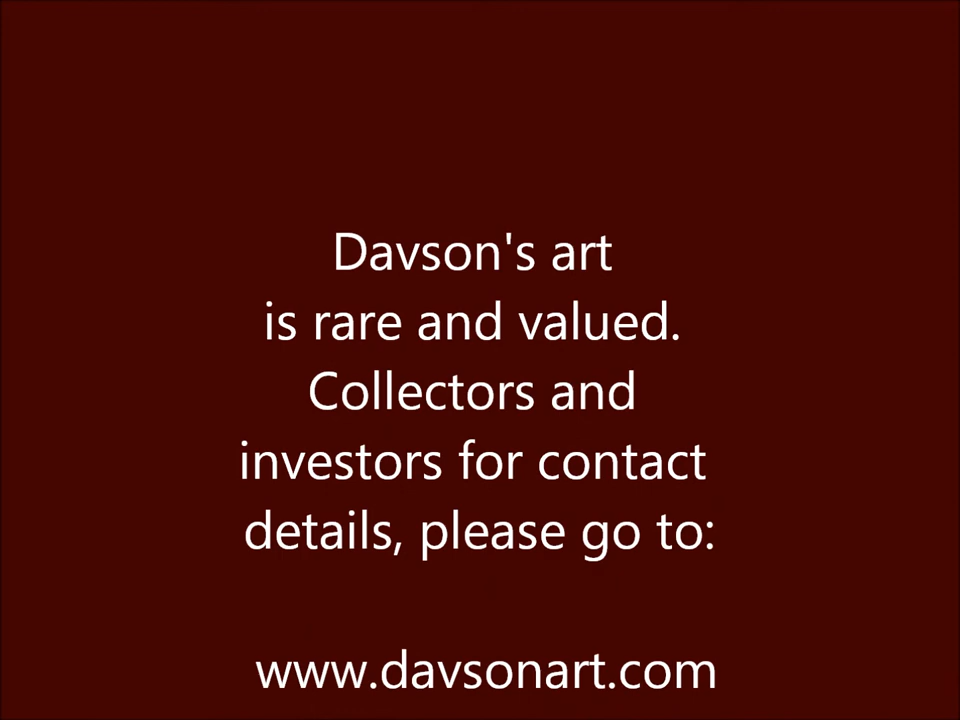 Davson's art
is rare and valued.
Collectors and
investors for contact
details, please go to:
www.davsonart.com